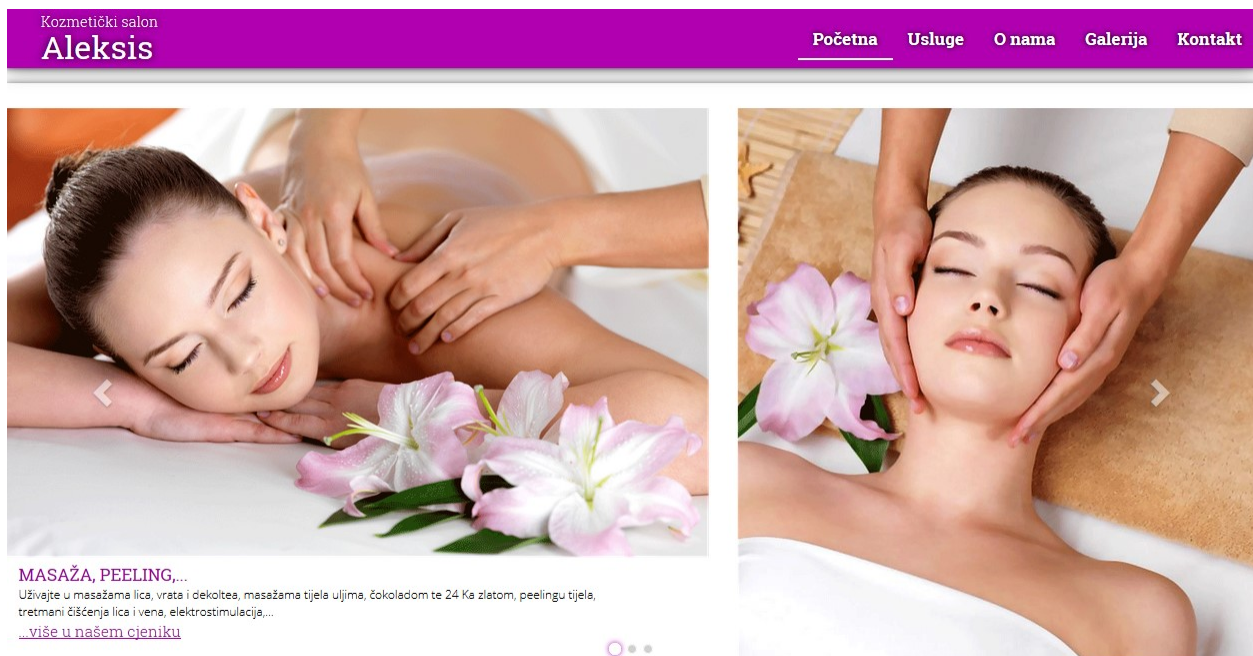 Kozmetički salon
Aleksis
Početna Usluge O nama Galerija Kontakt
MASAŽA, PEELING,...
Uživajte u masažama lica, vrata i dekoltea, masažama tijela uljima, čokoladom te 24 Ka zlatom, peelingu tijela,
tretmani čišćenja lica i vena, elektrostimulacija,...
...više u našem cjeniku